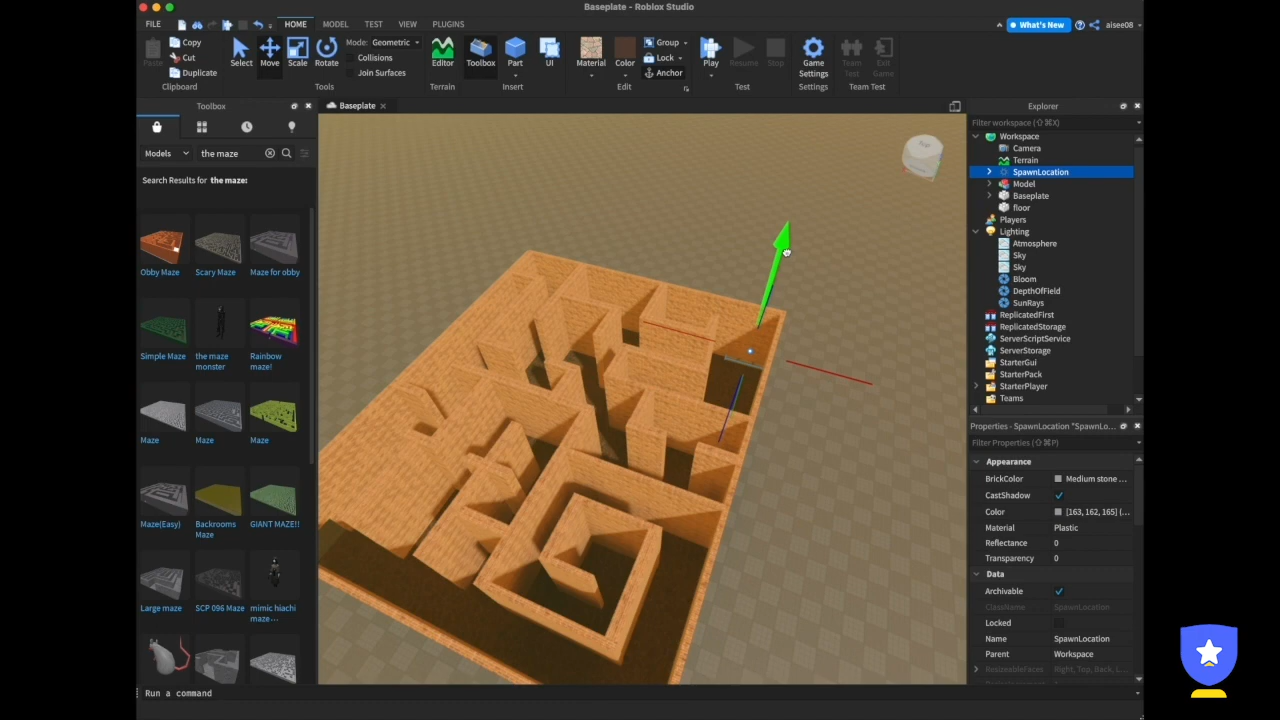 Baseplate - Roblox Studio
FILE HOME MODEL TEST VIEW PLUGINS What's New aisee08
Paste Copy Cut Duplicate Select Move Scale Rotate Mode: Geometric Collisions Join Surfaces Editor Toolbox Part UI Material Color Group Lock Anchor Play Resume Stop Game Settings Team Test Exit Game
Clipboard Tools Terrain Insert Edit Test Settings Team Test
Toolbox
Models the maze
Search Results for the maze:
Obby Maze Scary Maze Maze for obby
Simple Maze the maze monster Rainbow maze!
Maze Maze Maze
Maze(Easy) Backrooms Maze GIANT MAZE!!
Large maze SCP 096 Maze mimic hiachi maze…
Baseplate
Explorer
Filter workspace (⇧⌘X)
Workspace
Camera
Terrain
SpawnLocation
Model
Baseplate
floor
Players
Lighting
Atmosphere
Sky
Sky
Bloom
DepthOfField
SunRays
ReplicatedFirst
ReplicatedStorage
ServerScriptService
ServerStorage
StarterGui
StarterPack
StarterPlayer
Teams
Properties - SpawnLocation "SpawnLo...
Filter Properties (⇧⌘P)
Appearance
BrickColor Medium stone ...
CastShadow
Color [163, 162, 165] (...
Material Plastic
Reflectance 0
Transparency 0
Data
Archivable
ClassName SpawnLocation
Locked
Name SpawnLocation
Parent Workspace
ResizeableFaces Right, Top, Back, L...
Run a command